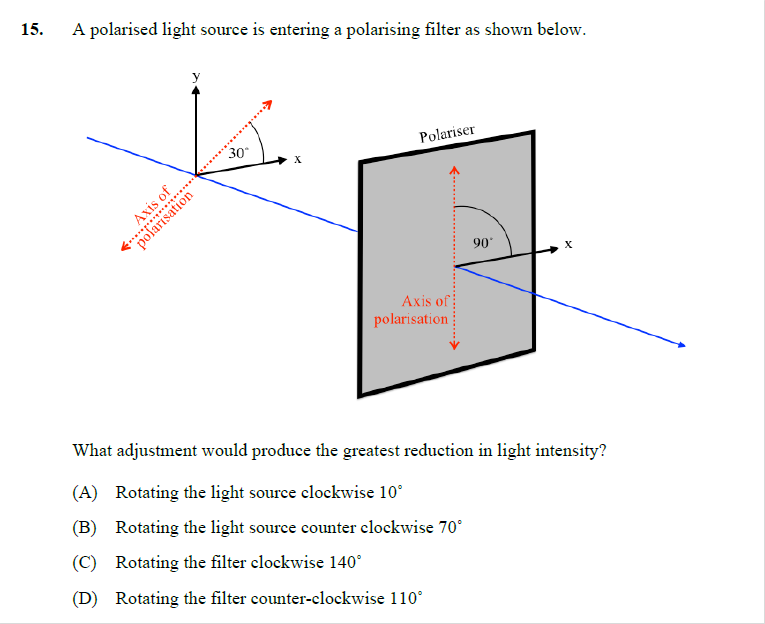 15. A polarised light source is entering a polarising filter as shown below.
y
30°
x
Axis of
polarisation
Polariser
90°
x
Axis of
polarisation
What adjustment would produce the greatest reduction in light intensity?
(A) Rotating the light source clockwise 10°
(B) Rotating the light source counter clockwise 70°
(C) Rotating the filter clockwise 140°
(D) Rotating the filter counter-clockwise 110°